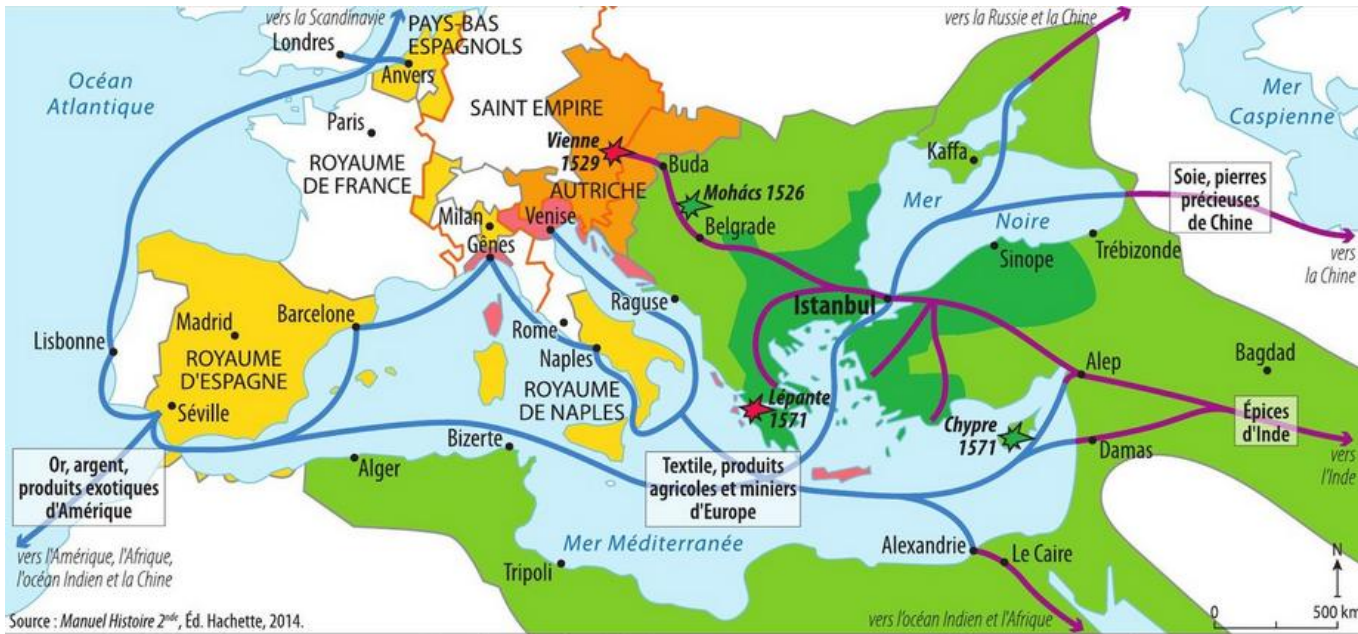 vers la Scandinavie
Londres
PAYS-BAS
ESPAGNOLS
Anvers
vers la Russie et la Chine
Océan
Atlantique
Mer
Caspienne
SAINT EMPIRE
Paris
ROYAUME
DE FRANCE
Vienne
1529
Buda
Kaffa
AUTRICHE
Mohács 1526
Soie, pierres
précieuses
de Chine
Milan
Venise
Belgrade
Mer
Noire
Gênes
Sinope
Trébizonde
vers
la Chine
Raguse
Istanbul
Barcelone
Madrid
Rome
Naples
Lisbonne
ROYAUME
D'ESPAGNE
Alep
Bagdad
ROYAUME
DE NAPLES
Lépante
1571
Séville
Chypre
1571
Épices
d'Inde
Bizerte
Alger
Damas
vers
l'Inde
Or, argent,
produits exotiques
d'Amérique
Textile, produits
agricoles et miniers
d'Europe
Mer Méditerranée
Alexandrie
Le Caire
vers l'Amérique, l'Afrique,
l'océan Indien et la Chine
Tripoli
N
Source : Manuel Histoire 2nde, Éd. Hachette, 2014.
vers l'océan Indien et l'Afrique
0 500 km